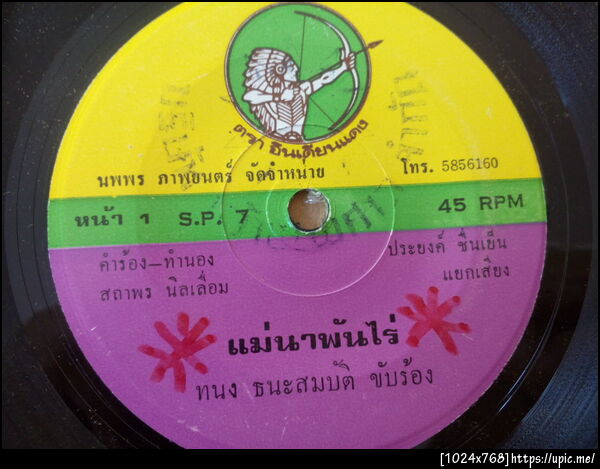 ตรา อินเดียนแดง
นพพร ภาพยนตร์ จัดจำหน่าย
โทร. 5856160
หน้า 1 S.P. 7
45 RPM
คำร้อง-ทำนอง
สถาพร นิลเลื่อม
ประยงค์ ชื่นเย็น
แยกเสียง
แม่นาพันไร่
ทนง ธนะสมบัติ ขับร้อง
[1024x768]https://upic.me/